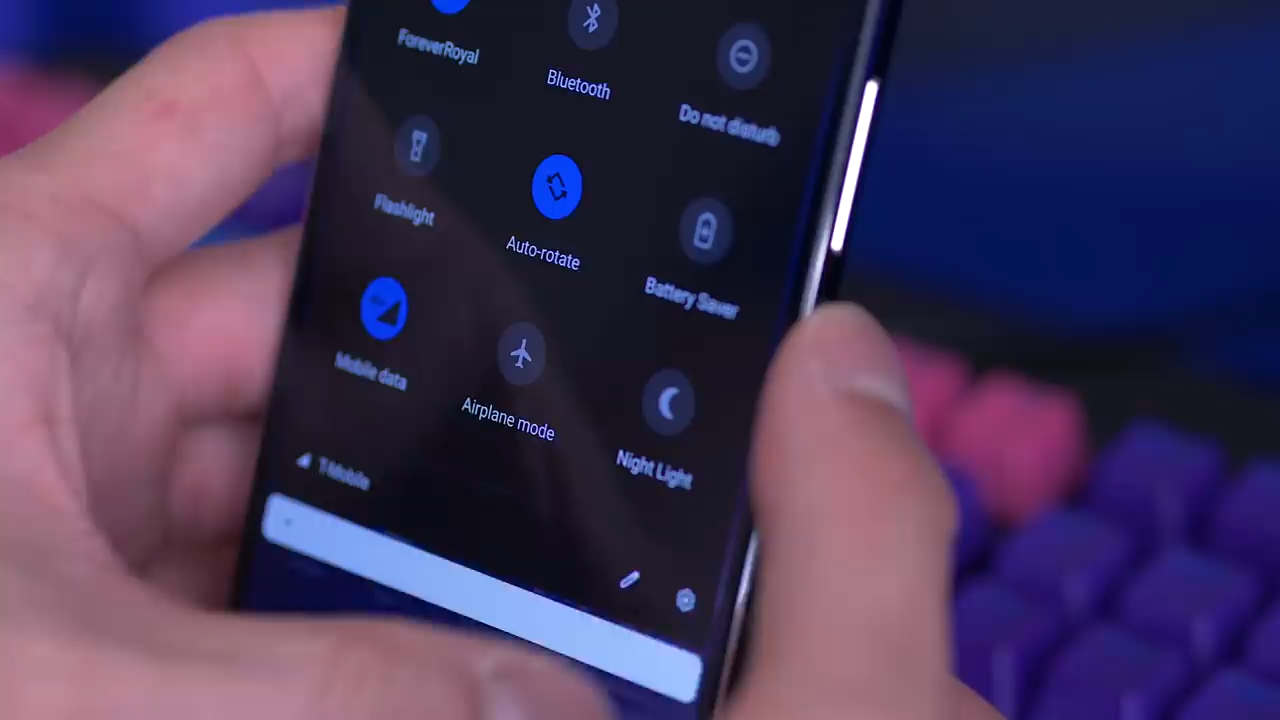 ForeverRoyal
Bluetooth
Do not disturb
Flashlight
Auto-rotate
Battery Saver
Mobile data
Airplane mode
Night Light
T-Mobile